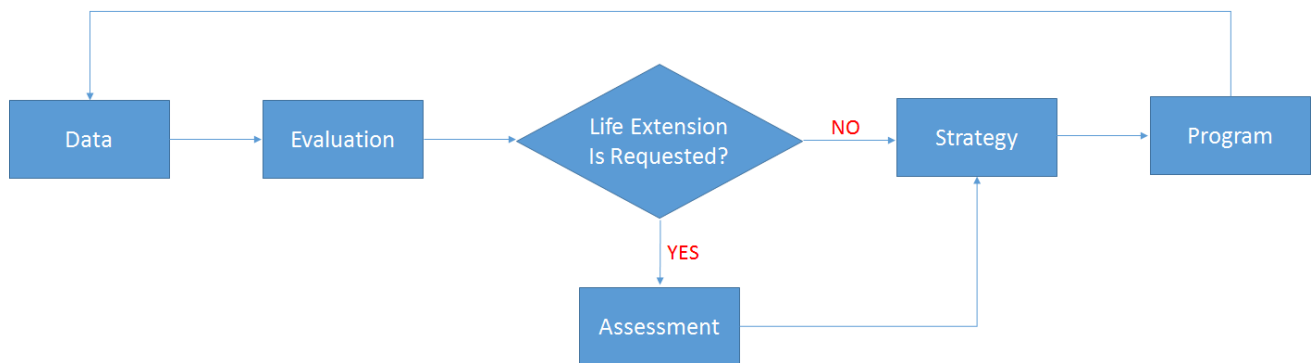 Data
Evaluation
Life Extension
Is Requested?
NO
Strategy
Program
YES
Assessment